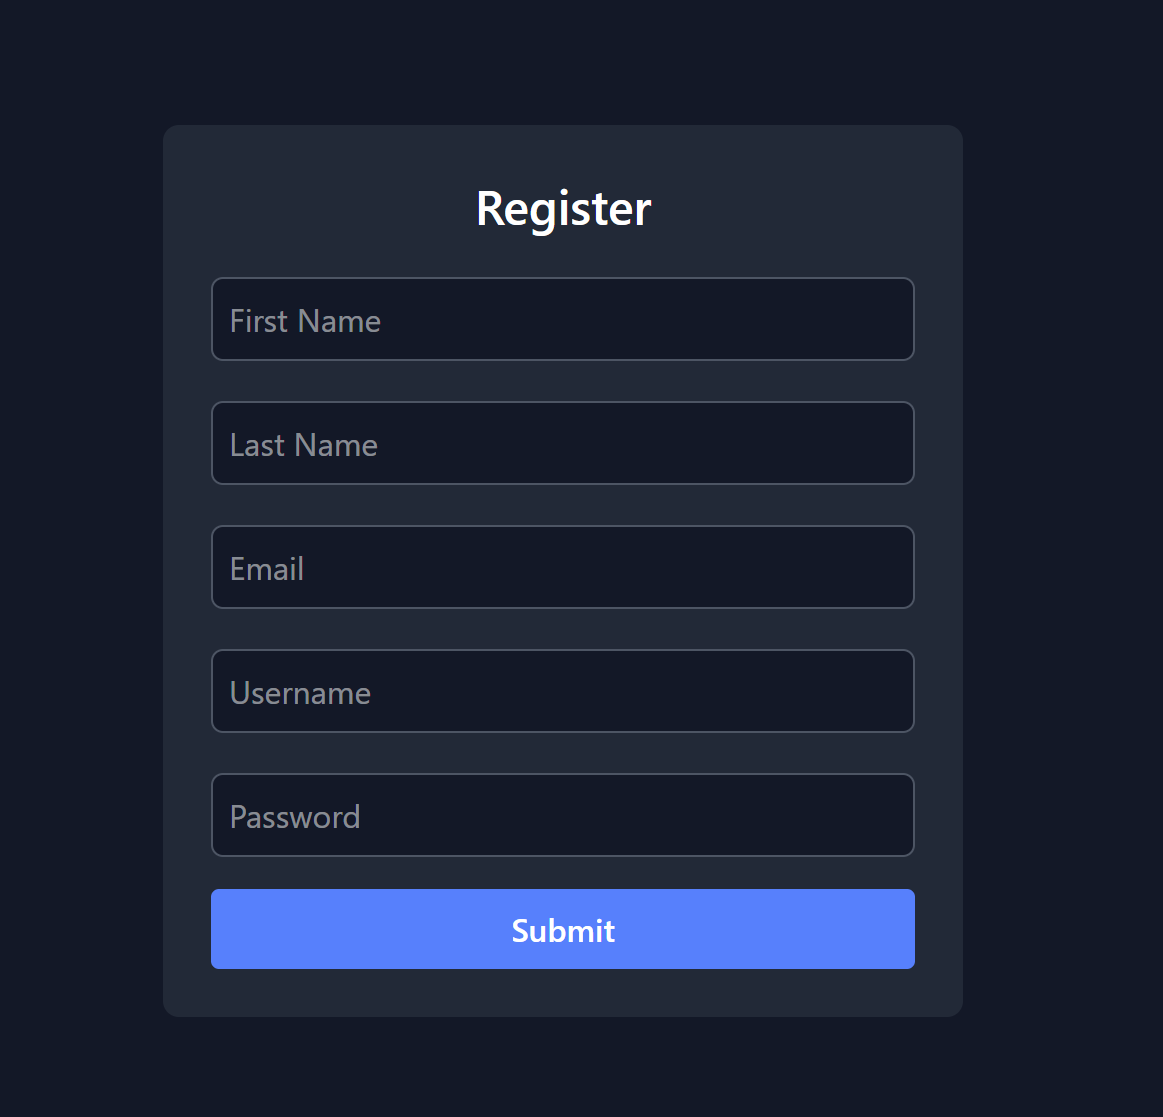 Register
First Name
Last Name
Email
Username
Password
Submit